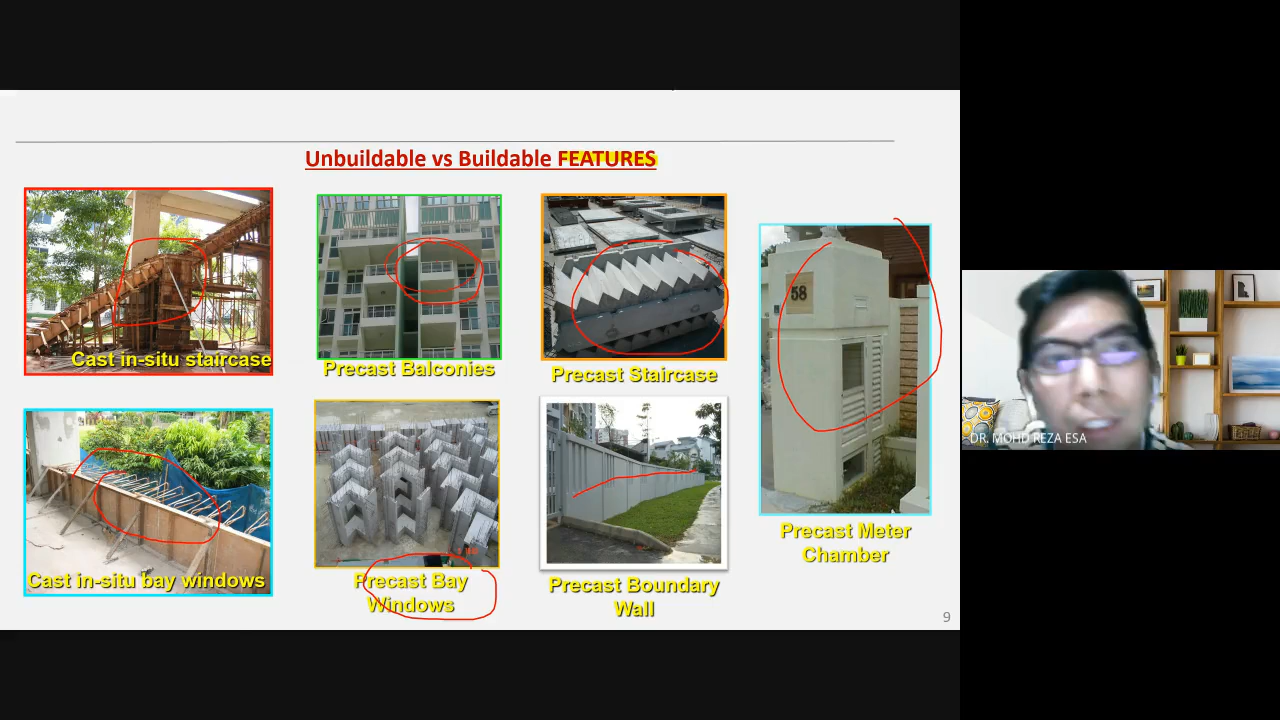 Unbuildable vs Buildable FEATURES
Cast in-situ staircase
Precast Balconies
Precast Staircase
58
Cast in-situ bay windows
Precast Bay
Windows
Precast Boundary
Wall
Precast Meter
Chamber
9
DR. MOHD REZA ESA